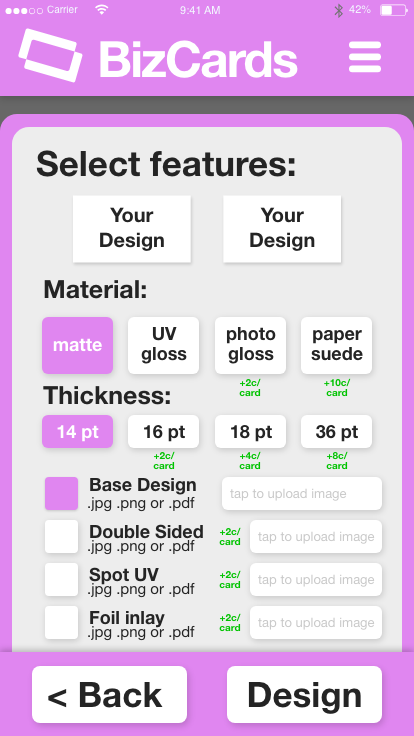 Carrier 9:41 AM 42%
BizCards
Select features:
Your Your
Design Design
Material:
matte UV photo paper
gloss gloss suede
+2c/ +10c/
card card
Thickness:
14 pt 16 pt 18 pt 36 pt
+2c/ +4c/ +8c/
card card card
Base Design tap to upload image
.jpg .png or .pdf
Double Sided +2c/ tap to upload image
.jpg .png or .pdf card
Spot UV +2c/ tap to upload image
.jpg .png or .pdf card
Foil inlay +2c/ tap to upload image
.jpg .png or .pdf card
< Back Design